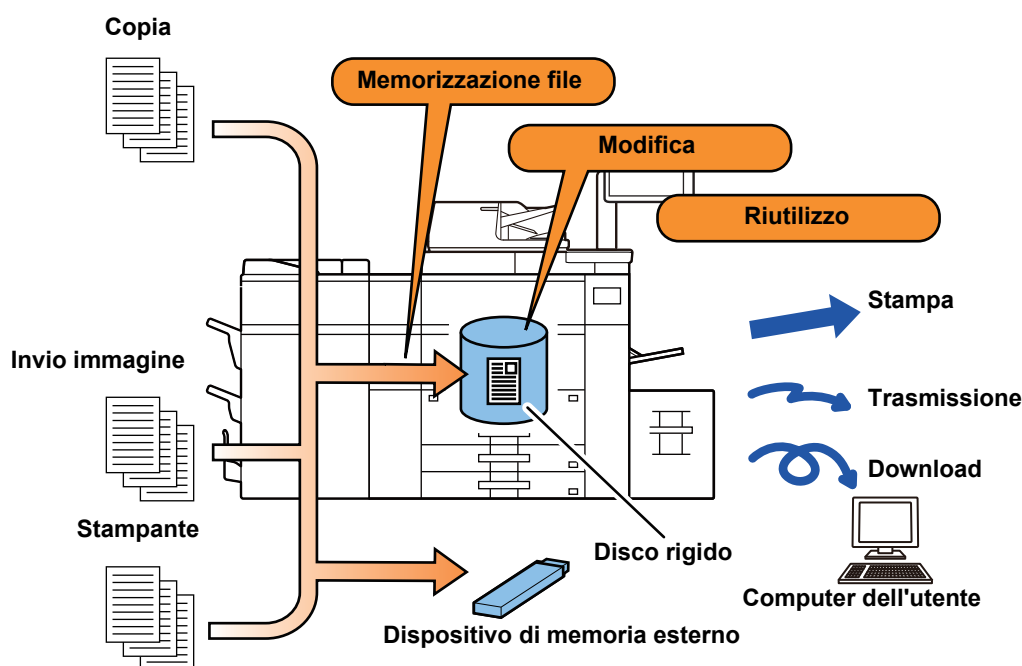 Copia
Memorizzazione file
Modifica
Riutilizzo
Stampa
Invio immagine
Trasmissione
Download
Stampante
Disco rigido
Computer dell'utente
Dispositivo di memoria esterno